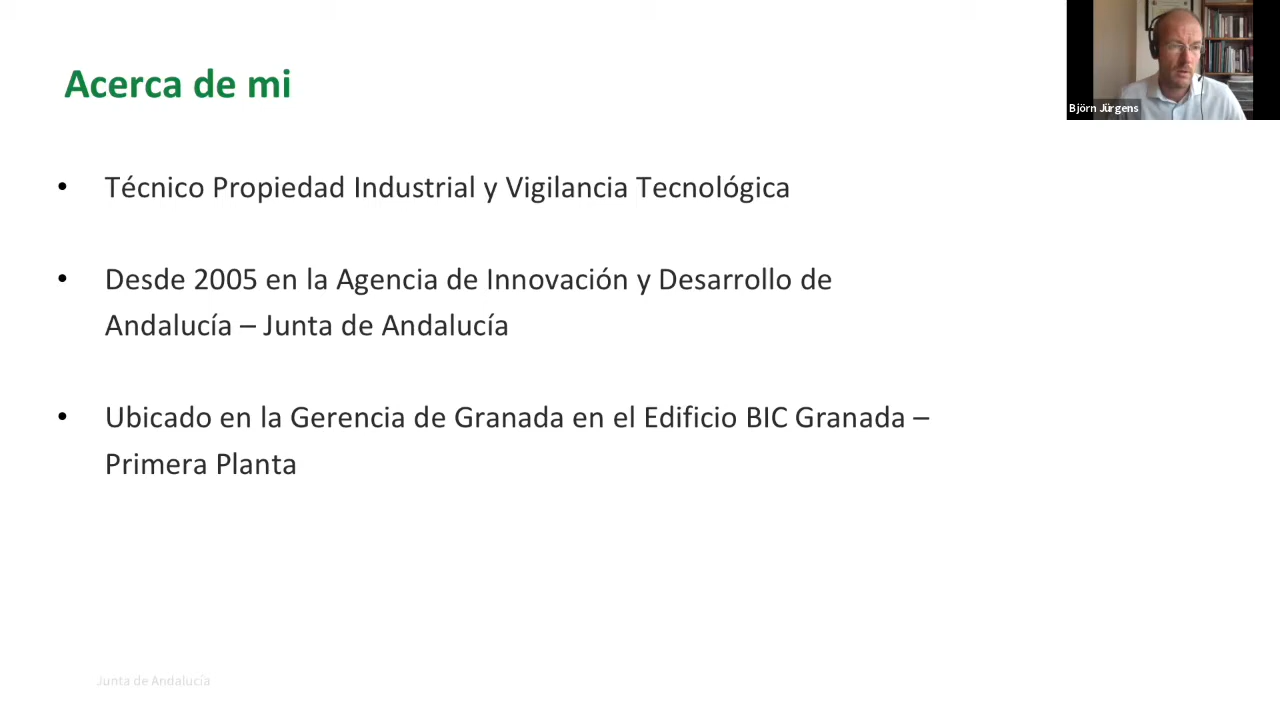 Acerca de mi
Björn Jürgens
• Técnico Propiedad Industrial y Vigilancia Tecnológica
• Desde 2005 en la Agencia de Innovación y Desarrollo de
Andalucía – Junta de Andalucía
• Ubicado en la Gerencia de Granada en el Edificio BIC Granada –
Primera Planta
Junta de Andalucía